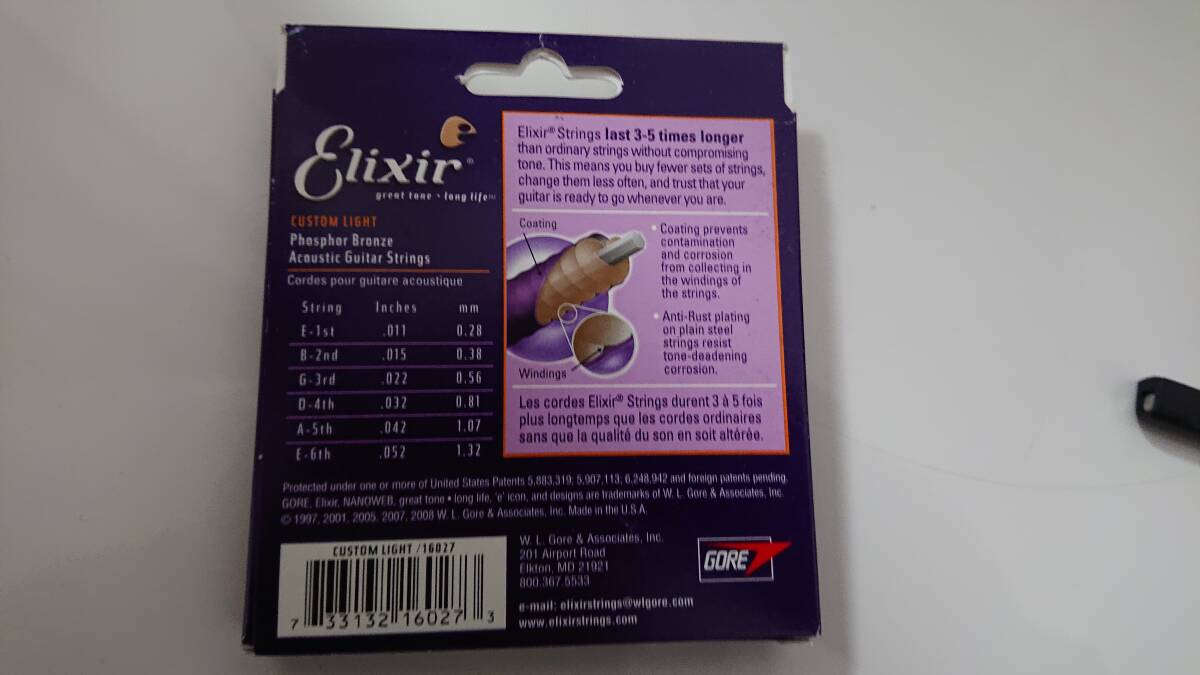 Elixir®
great tone • long life™
CUSTOM LIGHT
Phosphor Bronze
Acoustic Guitar Strings
Cordes pour guitare acoustique
String Inches mm
E-1st .011 0.28
B-2nd .015 0.38
G-3rd .022 0.56
D-4th .032 0.81
A-5th .042 1.07
E-6th .052 1.32
Elixir® Strings last 3-5 times longer
than ordinary strings without compromising
tone. This means you buy fewer sets of strings,
change them less often, and trust that your
guitar is ready to go whenever you are.
Coating
Windings
• Coating prevents
contamination
and corrosion
from collecting in
the windings of
the strings.
• Anti-Rust plating
on plain steel
strings resist
tone-deadening
corrosion.
Les cordes Elixir® Strings durent 3 à 5 fois
plus longtemps que les cordes ordinaires
sans que la qualité du son en soit altérée.
Protected under one or more of United States Patents 5,883,319; 5,907,113; 6,248,942 and foreign patents pending.
GORE, Elixir, NANOWEB, great tone • long life, 'e' icon, and designs are trademarks of W. L. Gore & Associates, Inc.
© 1997, 2001, 2005, 2007, 2008 W. L. Gore & Associates, Inc. Made in the U.S.A.
CUSTOM LIGHT /16027
7 33132 16027 3
W. L. Gore & Associates, Inc.
201 Airport Road
Elkton, MD 21921
800.367.5533
e-mail: elixirstrings@wlgore.com
www.elixirstrings.com
GORE